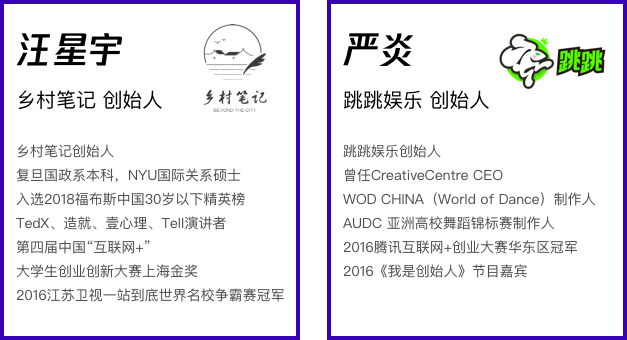 汪星宇
乡村笔记
BEYOND THE CITY
乡村笔记 创始人
乡村笔记创始人
复旦国政系本科，NYU国际关系硕士
入选2018福布斯中国30岁以下精英榜
TedX、造就、壹心理、Tell演讲者
第四届中国“互联网+”
大学生创业创新大赛上海金奖
2016江苏卫视一站到底世界名校争霸赛冠军
严炎
跳跳
跳跳娱乐 创始人
跳跳娱乐创始人
曾任CreativeCentre CEO
WOD CHINA（World of Dance）制作人
AUDC 亚洲高校舞蹈锦标赛制作人
2016腾讯互联网+创业大赛华东区冠军
2016《我是创始人》节目嘉宾